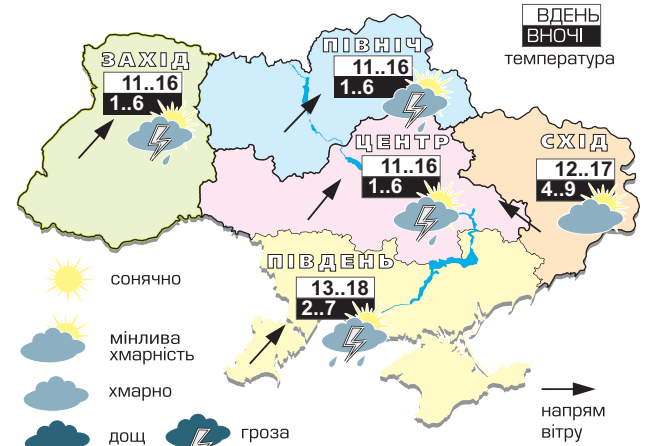 ВДЕНЬ
ВНОЧІ
температура
ЗАХІД
11..16
1..6
ПІВНІЧ
11..16
1..6
ЦЕНТР
11..16
1..6
СХІД
12..17
4..9
ПІВДЕНЬ
13..18
2..7
сонячно
мінлива
хмарність
хмарно
дощ
гроза
напрям
вітру